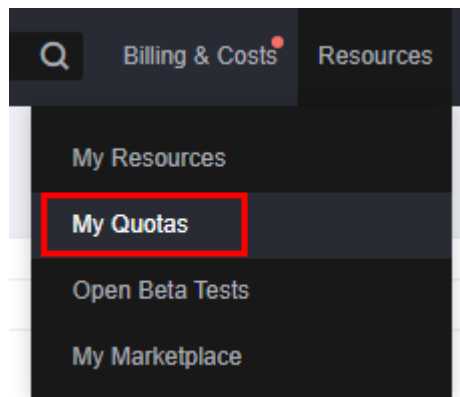 Billing & Costs Resources
My Resources
My Quotas
Open Beta Tests
My Marketplace